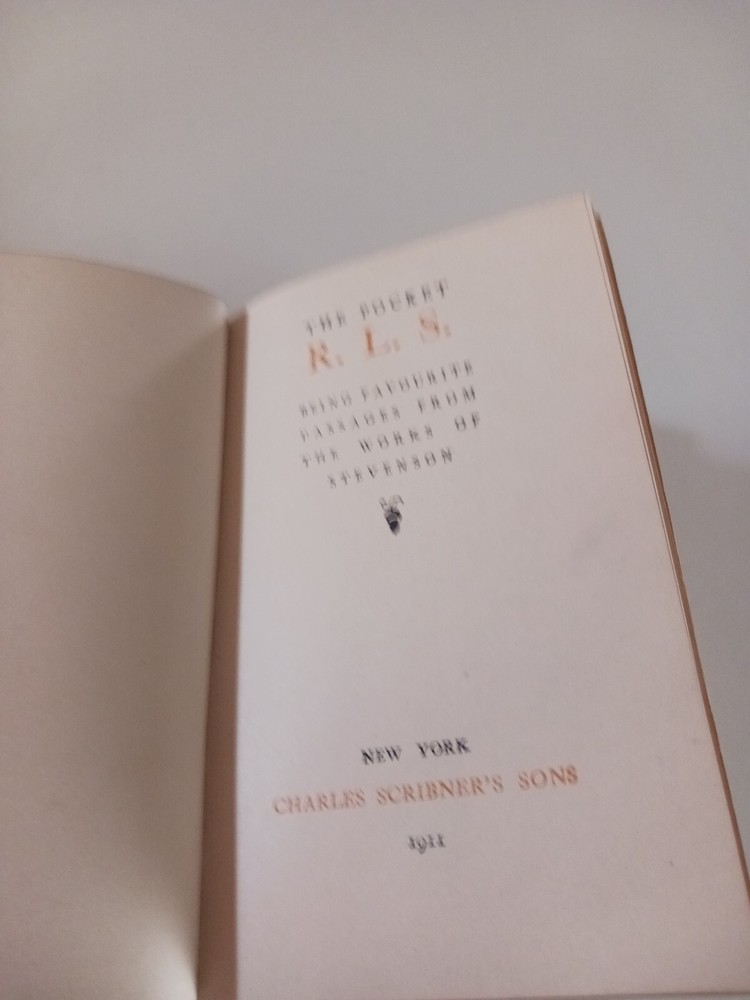 THE POCKET
R. L. S.
BEING FAVOURITE
PASSAGES FROM
THE WORKS OF
STEVENSON
NEW YORK
CHARLES SCRIBNER'S SONS
1911